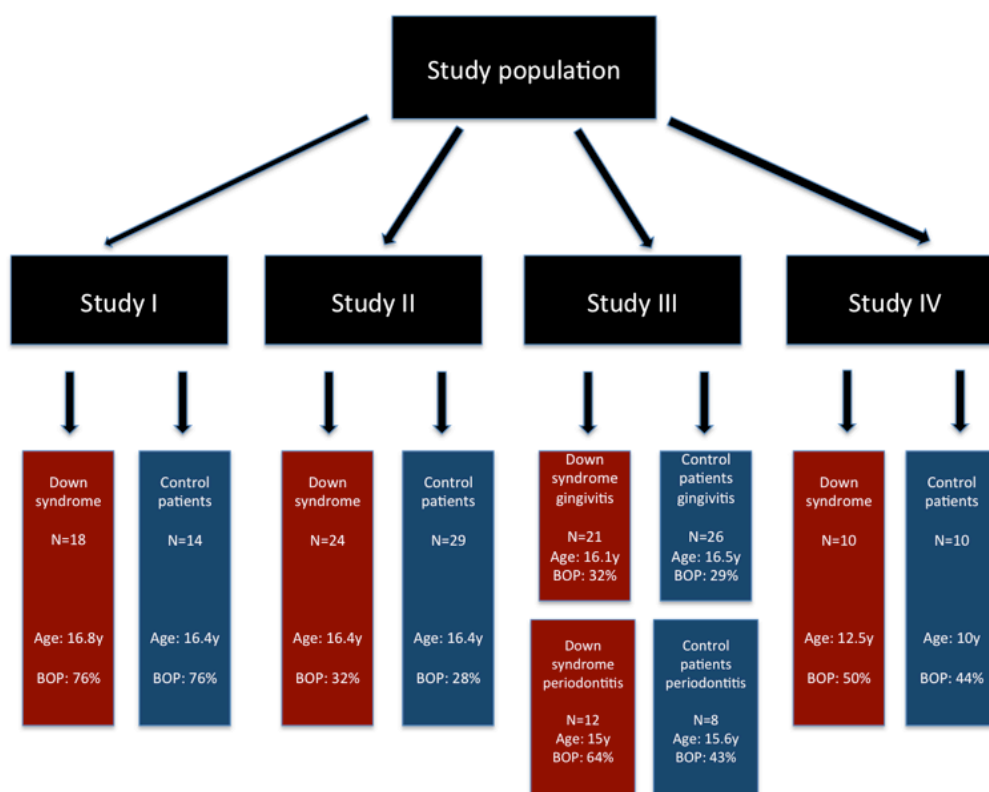 Study population
Study I
Study II
Study III
Study IV
Down
syndrome
N=18
Age: 16.8y
BOP: 76%
Control
patients
N=14
Age: 16.4y
BOP: 76%
Down
syndrome
N=24
Age: 16.4y
BOP: 32%
Control
patients
N=29
Age: 16.4y
BOP: 28%
Down
syndrome
gingivitis
N=21
Age: 16.1y
BOP: 32%
Control
patients
gingivitis
N=26
Age: 16.5y
BOP: 29%
Down
syndrome
periodontitis
N=12
Age: 15y
BOP: 64%
Control
patients
periodontitis
N=8
Age: 15.6y
BOP: 43%
Down
syndrome
N=10
Age: 12.5y
BOP: 50%
Control
patients
N=10
Age: 10y
BOP: 44%